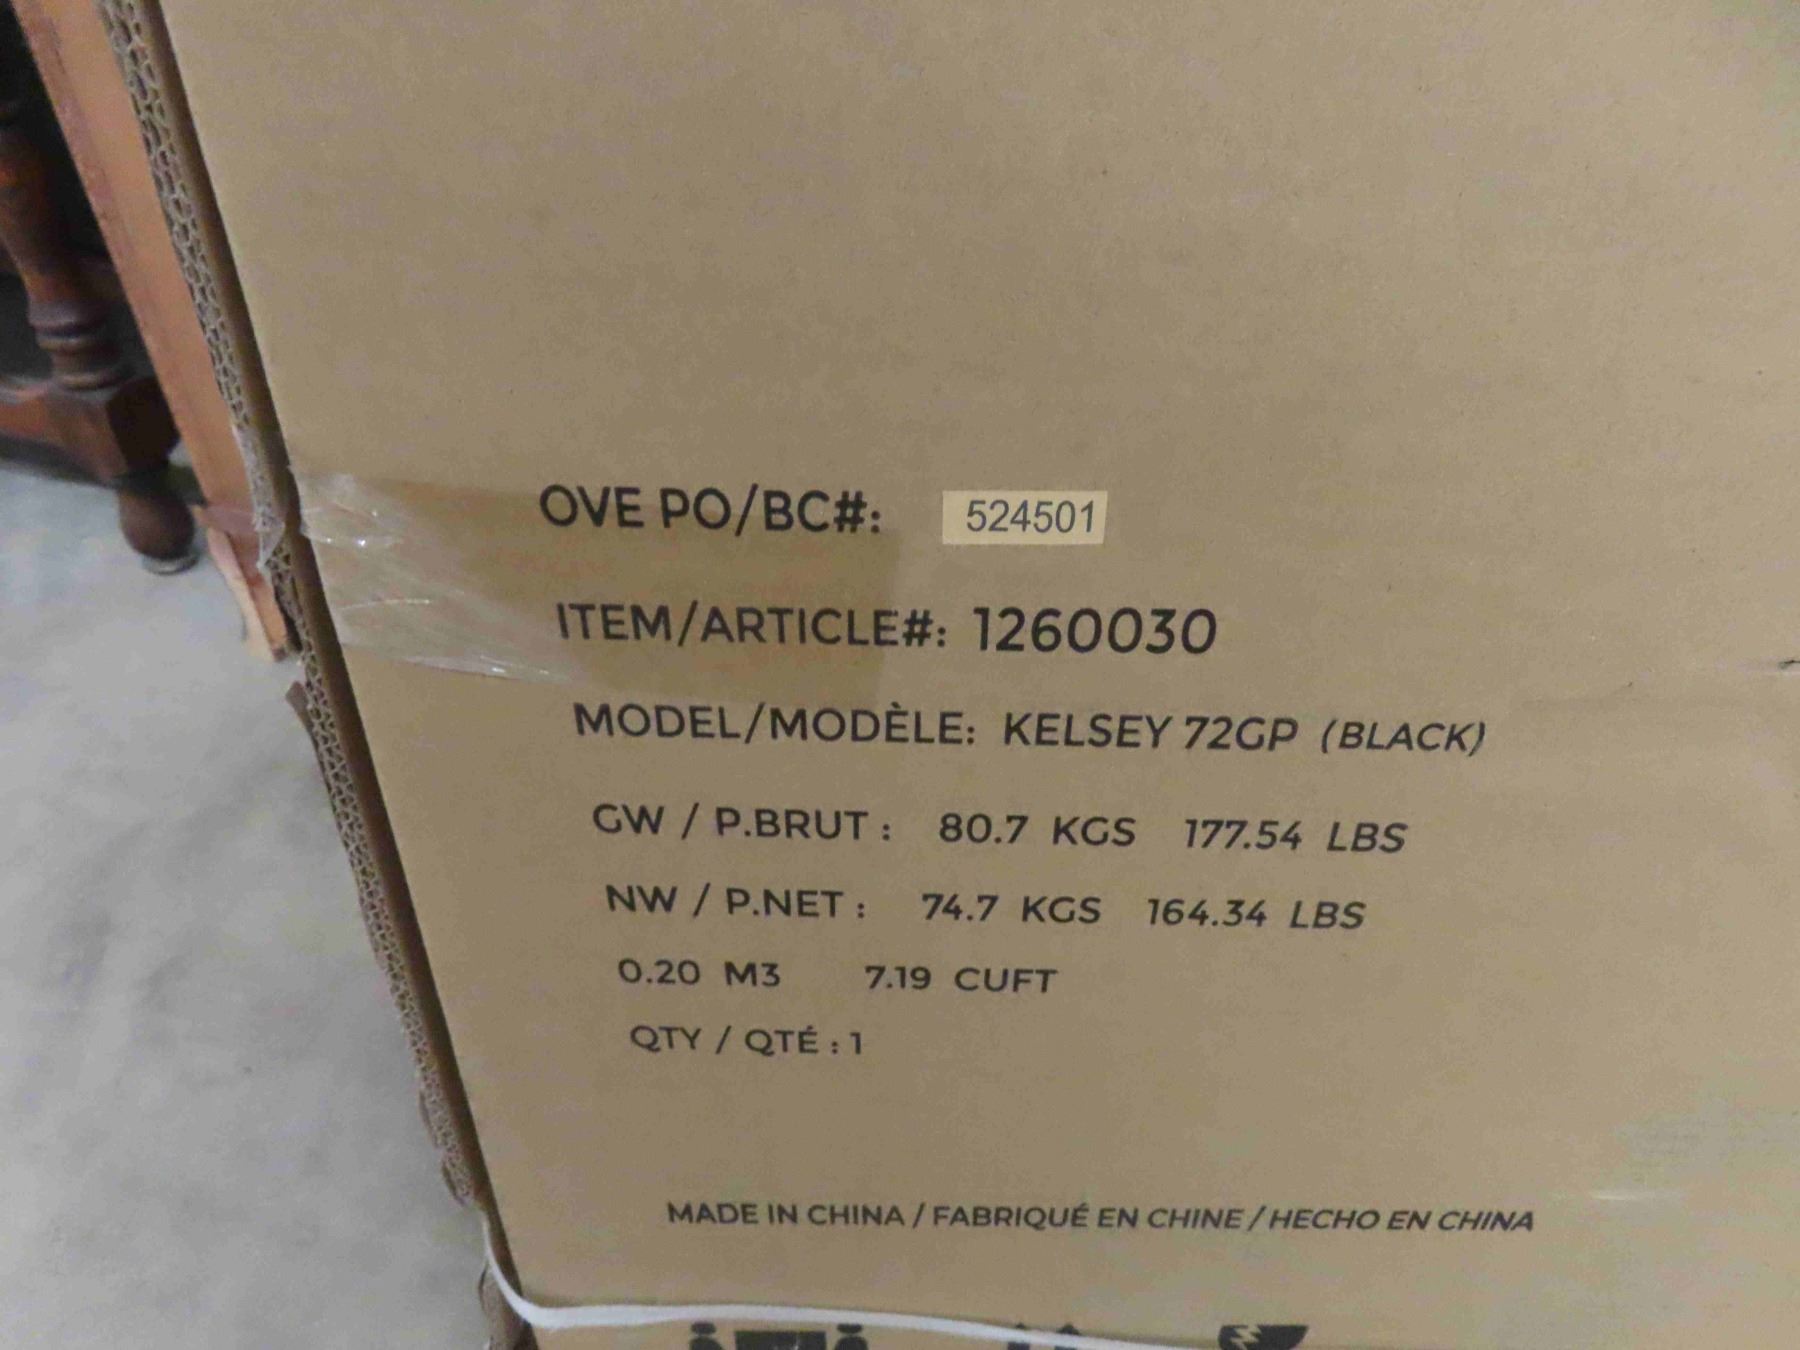 OVE PO/BC#: 524501
ITEM/ARTICLE#: 1260030
MODEL/MODÈLE: KELSEY 72GP (BLACK)
GW / P.BRUT : 80.7 KGS 177.54 LBS
NW / P.NET : 74.7 KGS 164.34 LBS
0.20 M3 7.19 CUFT
QTY / QTÉ : 1
MADE IN CHINA / FABRIQUÉ EN CHINE / HECHO EN CHINA